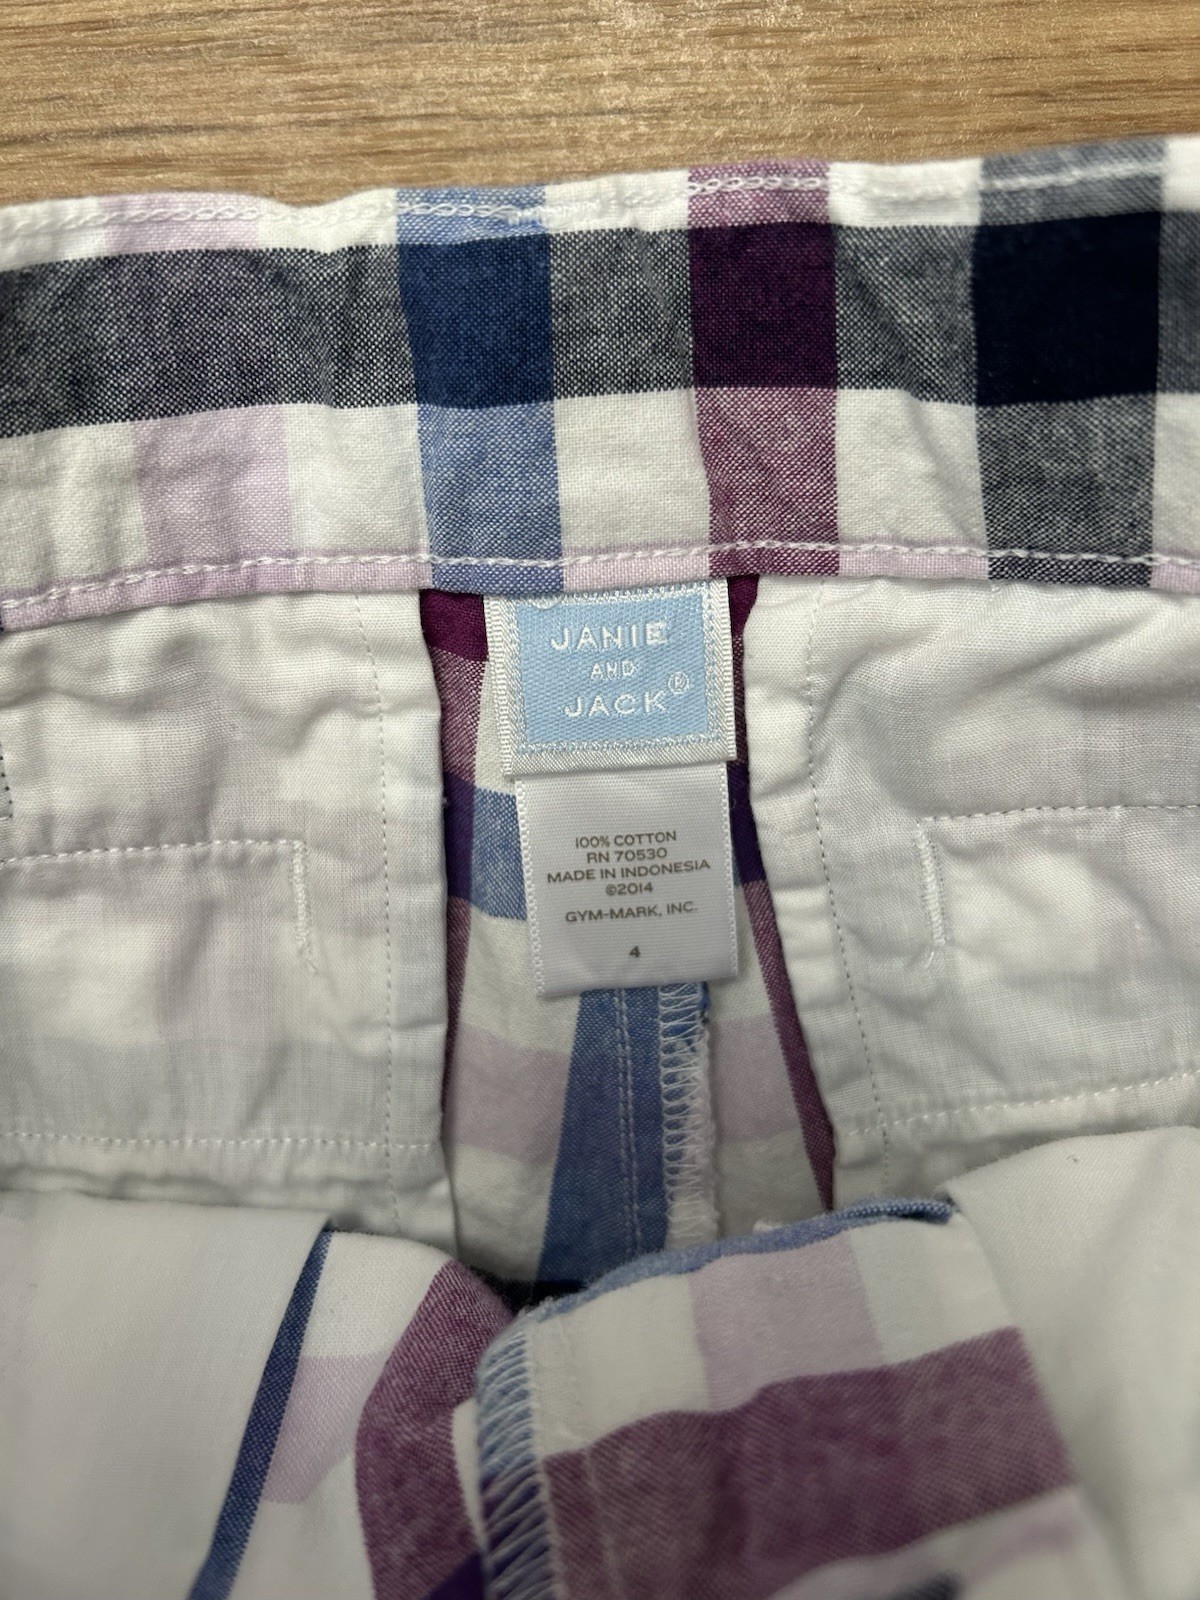 JANIE
AND
JACK®
100% COTTON
RN 70530
MADE IN INDONESIA
©2014
GYM-MARK, INC.
4